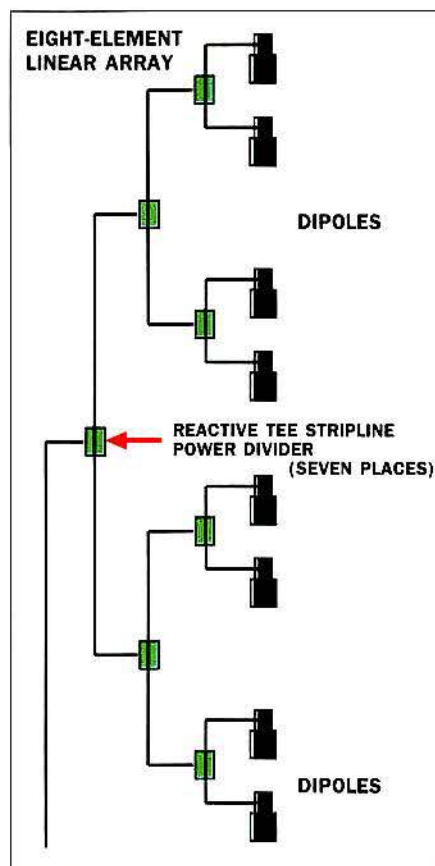 EIGHT-ELEMENT
LINEAR ARRAY
DIPOLES
REACTIVE TEE STRIPLINE
POWER DIVIDER
(SEVEN PLACES)
DIPOLES